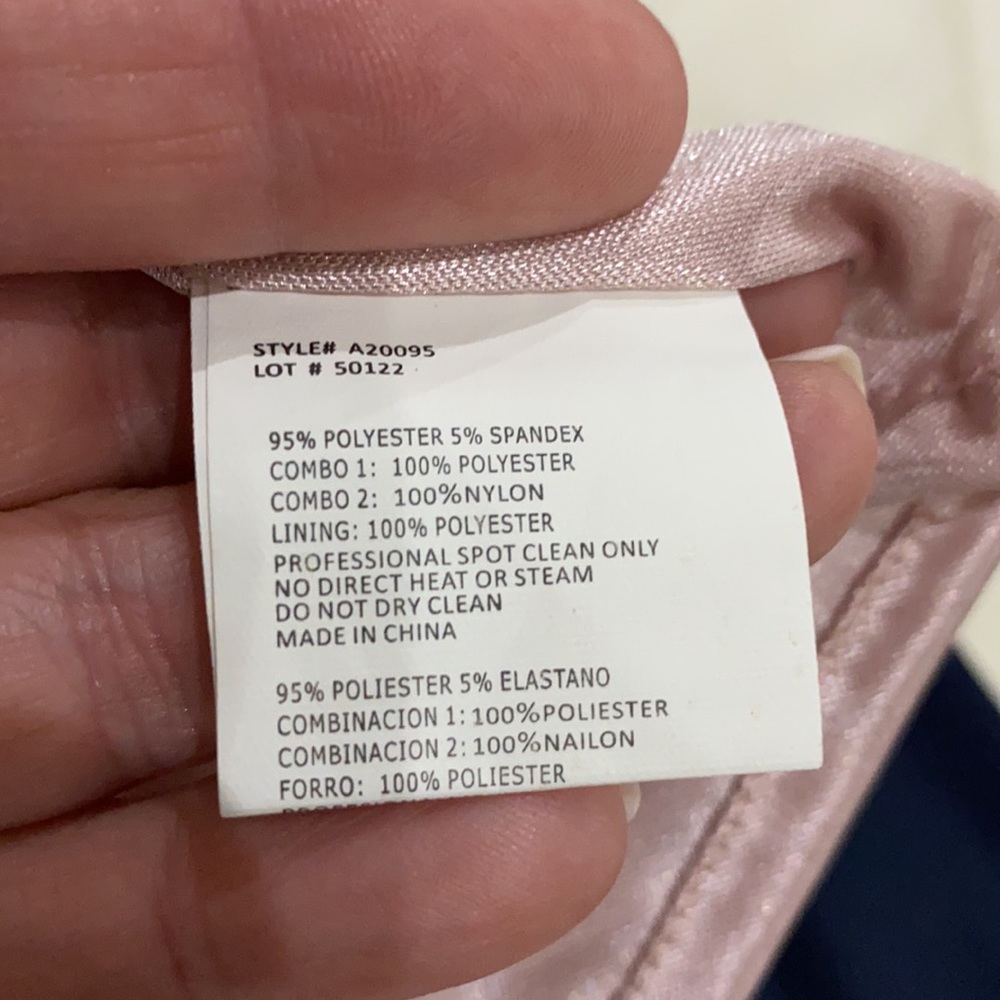 STYLE# A20095
LOT # 50122
95% POLYESTER 5% SPANDEX
COMBO 1: 100% POLYESTER
COMBO 2: 100%NYLON
LINING: 100% POLYESTER
PROFESSIONAL SPOT CLEAN ONLY
NO DIRECT HEAT OR STEAM
DO NOT DRY CLEAN
MADE IN CHINA
95% POLIESTER 5% ELASTANO
COMBINACION 1: 100%POLIESTER
COMBINACION 2: 100%NAILON
FORRO: 100% POLIESTER